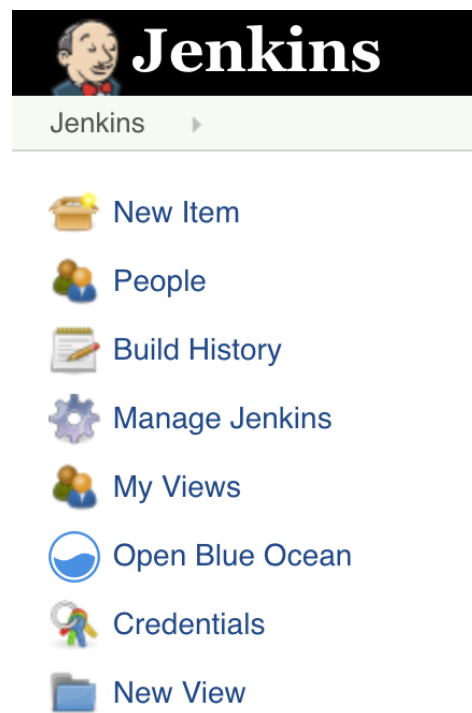 Jenkins
Jenkins
New Item
People
Build History
Manage Jenkins
My Views
Open Blue Ocean
Credentials
New View